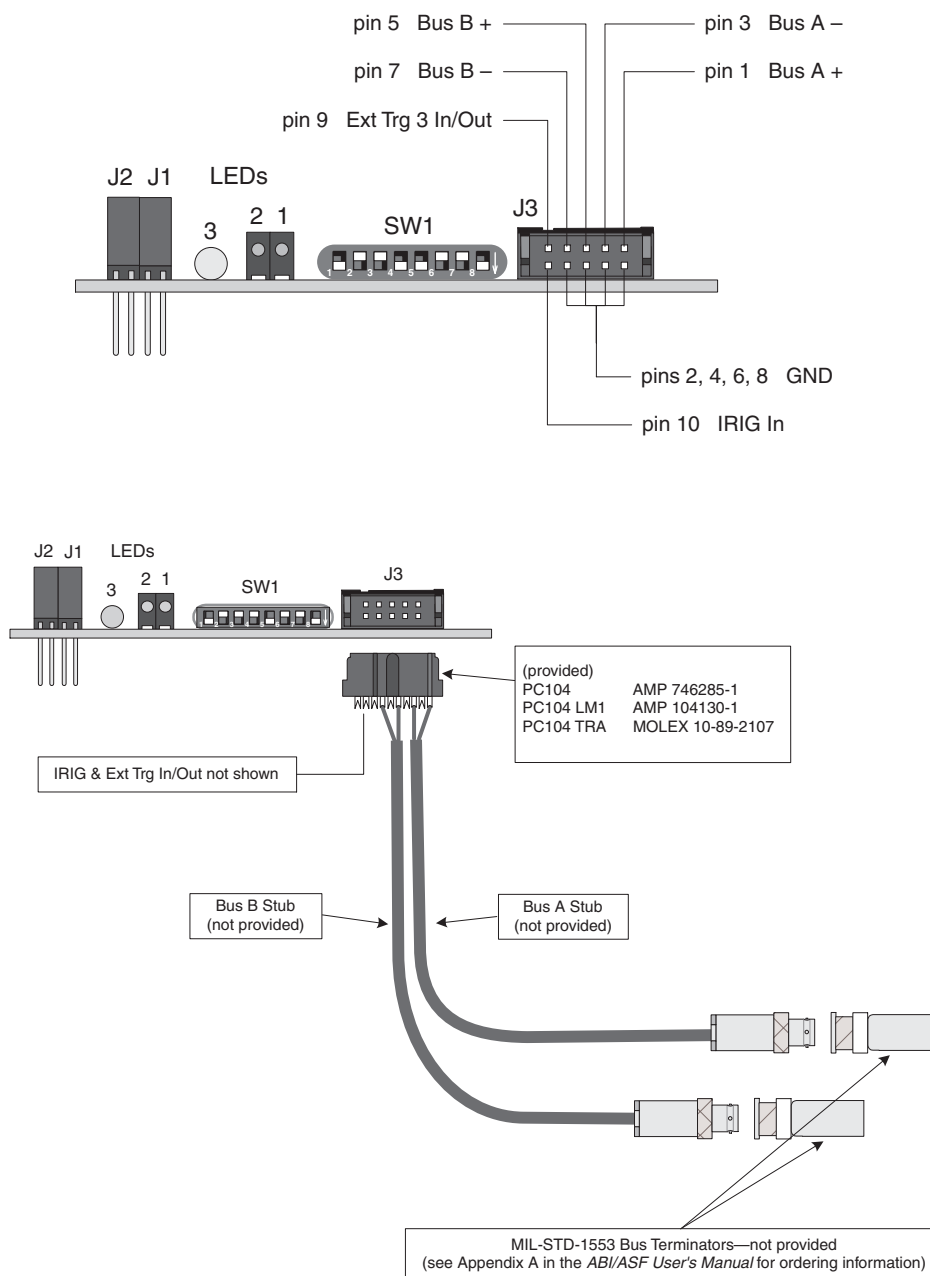 pin 5 Bus B +
pin 3 Bus A –
pin 7 Bus B –
pin 1 Bus A +
pin 9 Ext Trg 3 In/Out
J2 J1
LEDs
3
2 1
SW1
J3
1 2 3 4 5 6 7 8
pins 2, 4, 6, 8 GND
pin 10 IRIG In
J2 J1
LEDs
3
2 1
SW1
J3
(provided)
PC104 AMP 746285-1
PC104 LM1 AMP 104130-1
PC104 TRA MOLEX 10-89-2107
IRIG & Ext Trg In/Out not shown
Bus B Stub
(not provided)
Bus A Stub
(not provided)
MIL-STD-1553 Bus Terminators—not provided
(see Appendix A in the ABI/ASF User's Manual for ordering information)